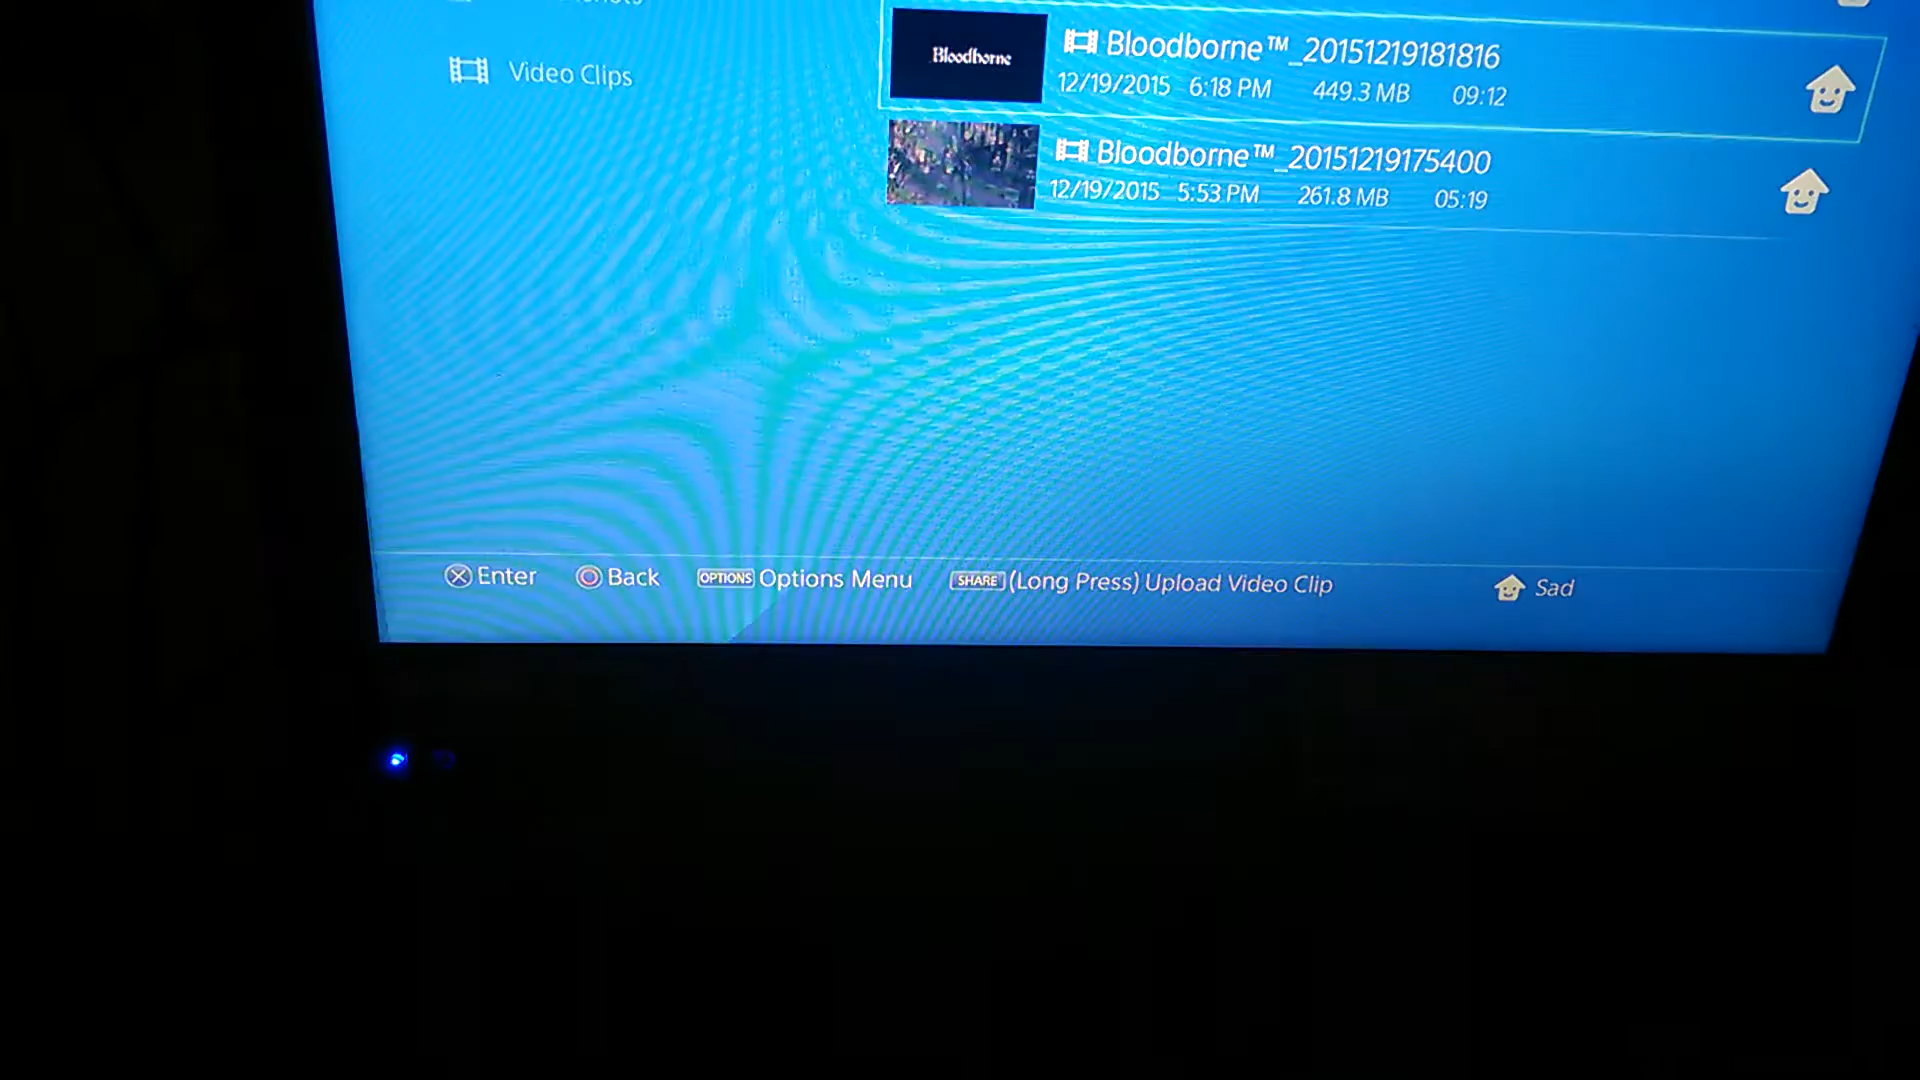 Video Clips
Bloodborne
Bloodborne™_20151219181816
12/19/2015 6:18 PM 449.3 MB 09:12
Bloodborne™_20151219175400
12/19/2015 5:53 PM 261.8 MB 05:19
Enter Back OPTIONS Options Menu SHARE (Long Press) Upload Video Clip Sad